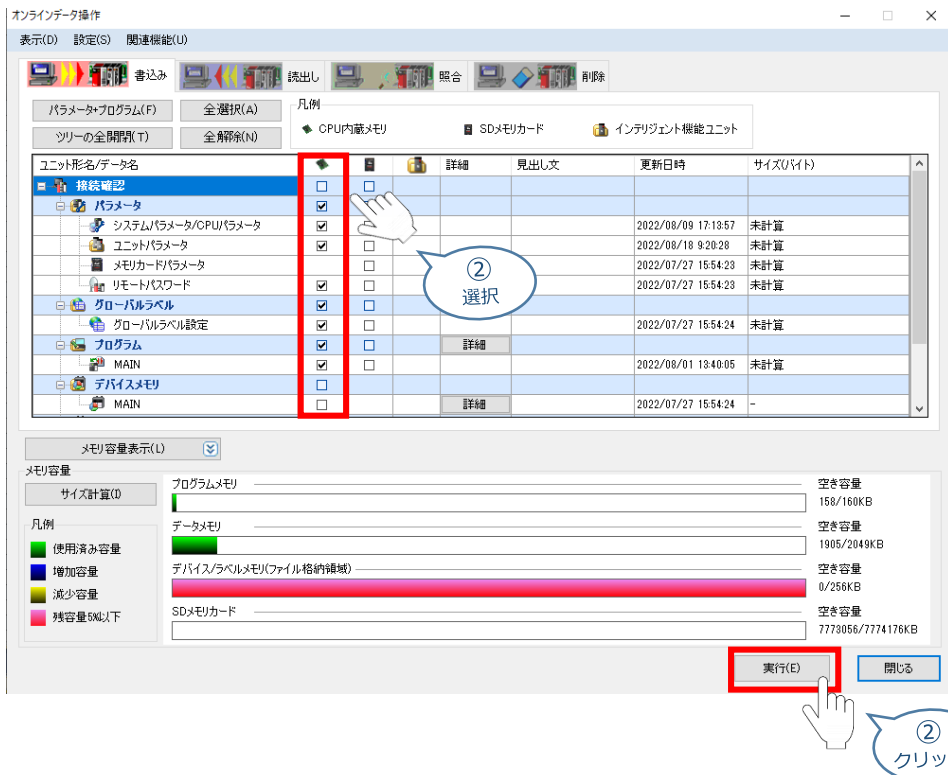 オンラインデータ操作
表示(D) 設定(S) 関連機能(U)
書込み 読出し 照合 削除
パラメータ+プログラム(F) 全選択(A)
ツリーの全開閉(T) 全解除(N)
凡例
CPU内蔵メモリ SDメモリカード インテリジェント機能ユニット
ユニット形名/データ名 詳細 見出し文 更新日時 サイズ(バイト)
接続確認
パラメータ
システムパラメータ/CPUパラメータ 2022/08/09 17:13:57 未計算
ユニットパラメータ 2022/08/18 9:20:28 未計算
メモリカードパラメータ 2022/07/27 15:54:23 未計算
リモートパスワード 2022/07/27 15:54:23 未計算
グローバルラベル
グローバルラベル設定 2022/07/27 15:54:24 未計算
プログラム 詳細
MAIN 2022/08/01 13:40:05 未計算
デバイスメモリ
MAIN 詳細 2022/07/27 15:54:24 -
②
選択
メモリ容量表示(L)
メモリ容量
サイズ計算(I)
凡例
使用済み容量
増加容量
減少容量
残容量5%以下
プログラムメモリ 空き容量
158/160KB
データメモリ 空き容量
1905/2049KB
デバイス/ラベルメモリ(ファイル格納領域) 空き容量
0/256KB
SDメモリカード 空き容量
7773056/7774176KB
実行(E) 閉じる
②
クリッ